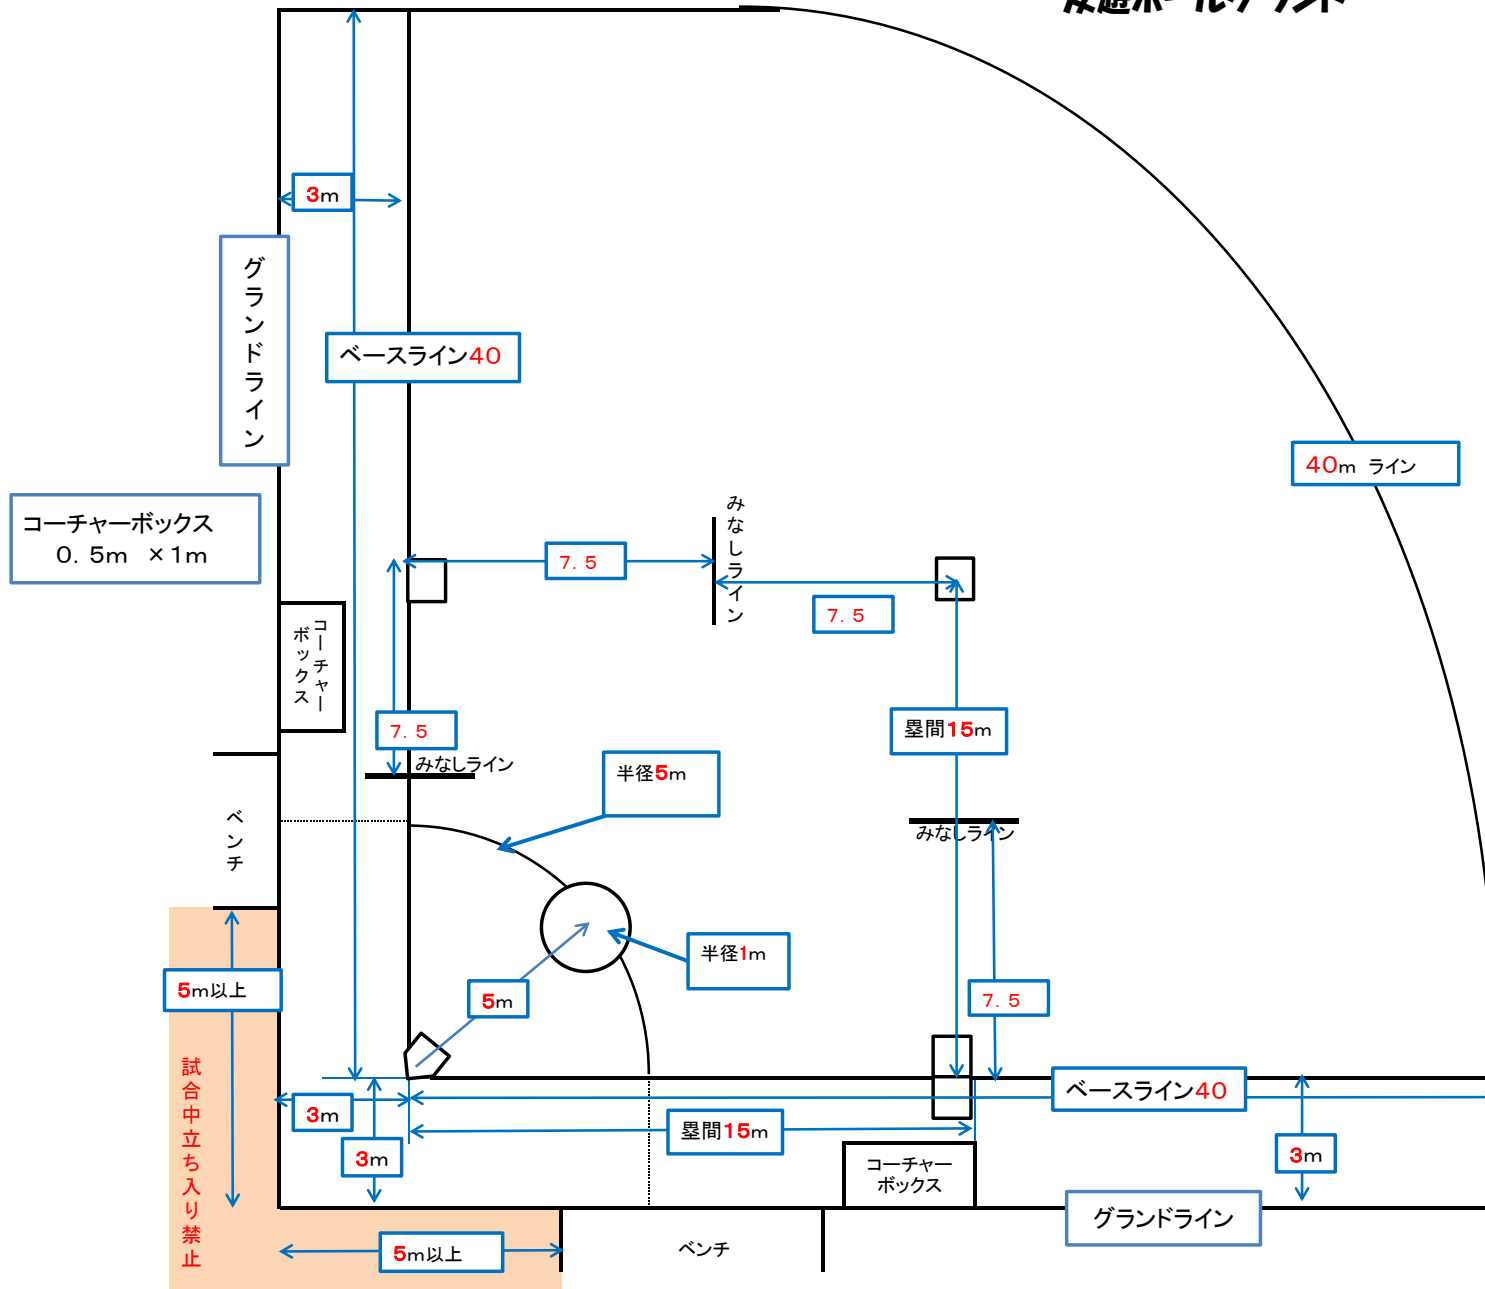 3m
グランドライン
ベースライン40
40m ライン
コーチャーボックス
0.5m ×1m
みなしライン
7.5
7.5
コーチャー
ボックス
7.5
塁間15m
みなしライン
半径5m
ベンチ
みなしライン
半径1m
5m以上
5m
7.5
試合中立ち入り禁止
3m
ベースライン40
3m
塁間15m
3m
コーチャー
ボックス
グランドライン
5m以上
ベンチ